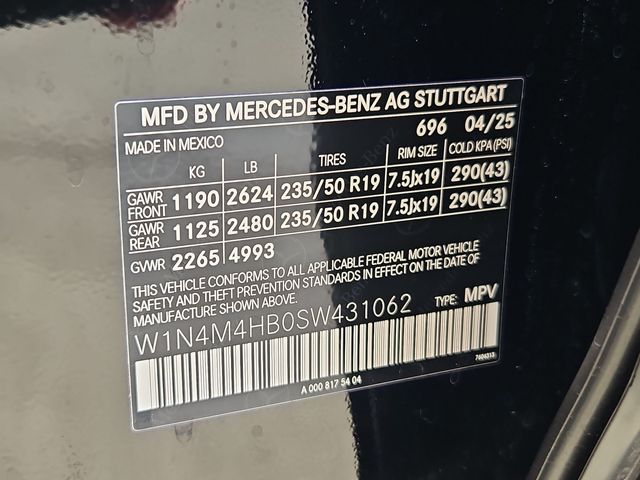 MFD BY MERCEDES-BENZ AG STUTTGART
MADE IN MEXICO 696 04/25
KG LB TIRES RIM SIZE COLD KPA(PSI)
GAWR FRONT 1190 2624 235/50 R19 7.5Jx19 290(43)
GAWR REAR 1125 2480 235/50 R19 7.5Jx19 290(43)
GVWR 2265 4993
THIS VEHICLE CONFORMS TO ALL APPLICABLE FEDERAL MOTOR VEHICLE
SAFETY AND THEFT PREVENTION STANDARDS IN EFFECT ON THE DATE OF
MANUFACTURE SHOWN ABOVE.
W1N4M4HB0SW431062 TYPE: MPV
7604313
A 000 817 54 04